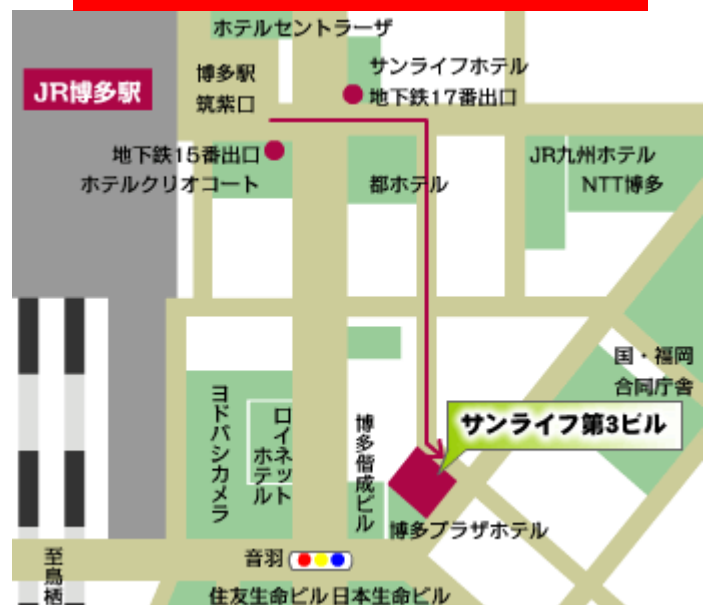 ホテルセントラーザ
JR博多駅
博多駅
筑紫口
サンライフホテル
地下鉄17番出口
地下鉄15番出口
ホテルクリオコート
都ホテル
JR九州ホテル
NTT博多
国・福岡
合同庁舎
サンライフ第3ビル
ヨドバシカメラ
ロイネット
ホテル
博多偕成ビル
博多プラザホテル
音羽
至鳥栖
住友生命ビル
日本生命ビル